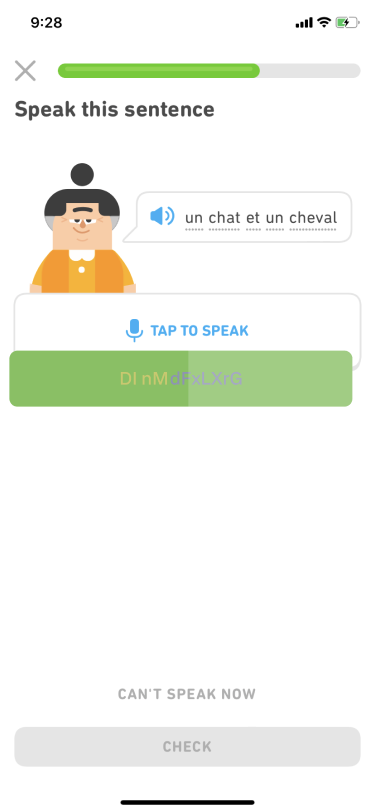 9:28
Speak this sentence
un chat et un cheval
TAP TO SPEAK
DI nMdFxLXrG
CAN'T SPEAK NOW
CHECK